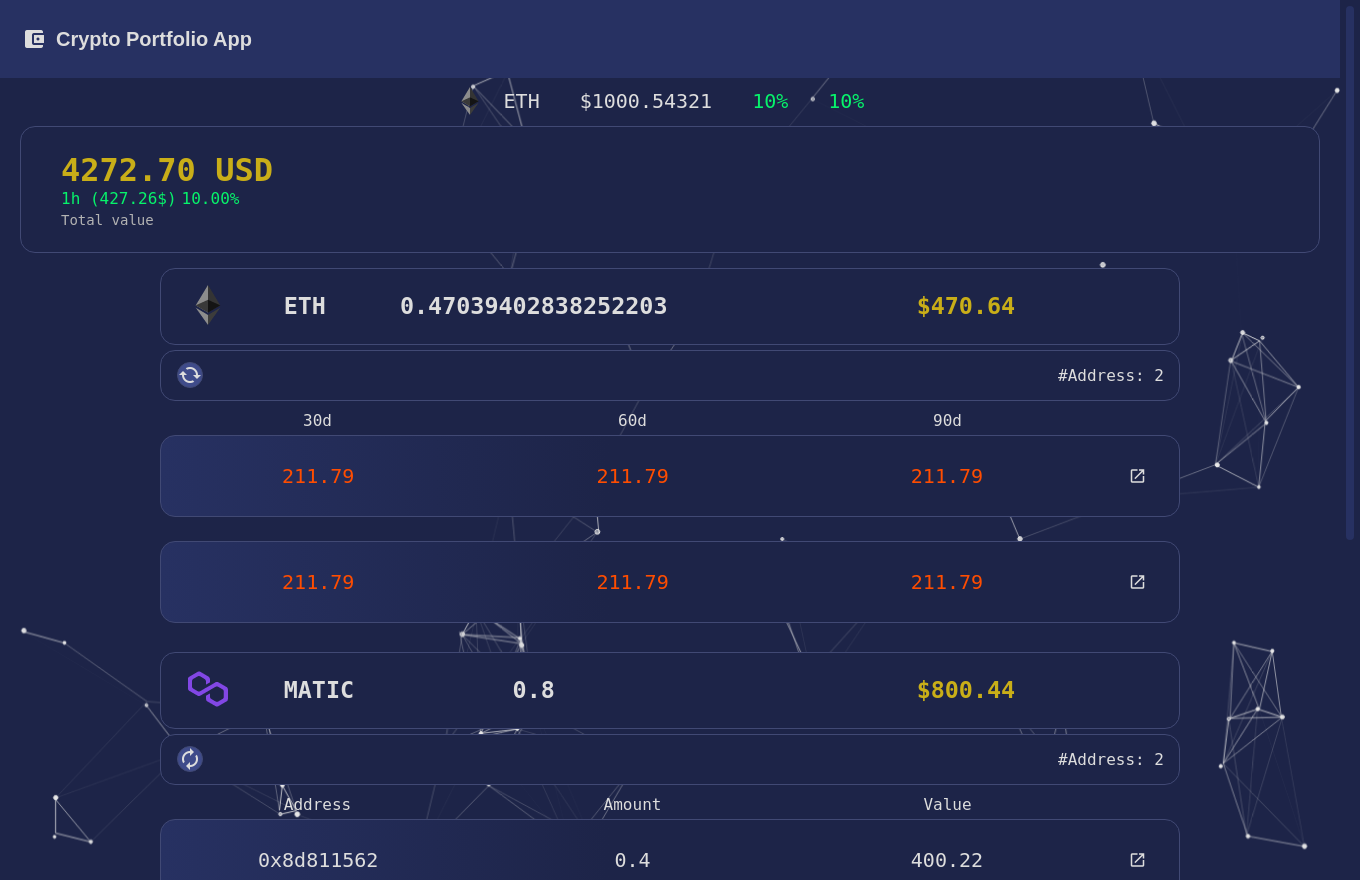 Crypto Portfolio App
ETH $1000.54321 10% 10%
4272.70 USD
1h (427.26$) 10.00%
Total value
ETH 0.47039402838252203 $470.64
#Address: 2
30d 60d 90d
211.79 211.79 211.79
211.79 211.79 211.79
MATIC 0.8 $800.44
#Address: 2
Address Amount Value
0x8d811562 0.4 400.22